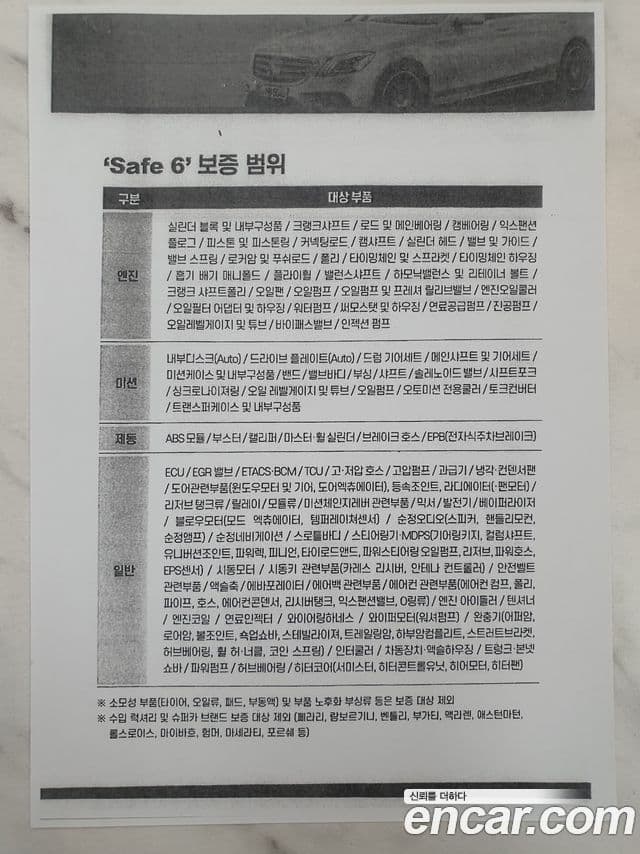 ‘Safe 6’ 보증 범위
구분
대상 부품
엔진
실린더 블록 및 내부구성품 / 크랭크샤프트 / 로드 및 메인베어링 / 캠베어링 / 익스팬션
플로그 / 피스톤 및 피스톤링 / 커넥팅로드 / 캠샤프트 / 실린더 헤드 / 밸브 및 가이드 /
밸브 스프링 / 로커암 및 푸쉬로드 / 풀리 / 타이밍체인 및 스프라켓 / 타이밍체인 하우징
/ 흡기 배기 매니폴드 / 플라이휠 / 밸런스샤프트 / 하모닉밸런스 및 리테이너 볼트 /
크랭크 샤프트풀리 / 오일팬 / 오일펌프 / 오일펌프 및 프레셔 릴리브밸브 / 엔진오일쿨러
/ 오일필터 어댑터 및 하우징 / 워터펌프 / 써모스탯 및 하우징 / 연료공급펌프 / 진공펌프 /
오일레벨게이지 및 튜브 / 바이패스밸브 / 인젝션 펌프
미션
내부디스크(Auto) / 드라이브 플레이트(Auto) / 드럼 기어세트 / 메인샤프트 및 기어세트 /
미션케이스 및 내부구성품 / 밴드 / 밸브바디 / 부싱 / 샤프트 / 솔레노이드 밸브 / 시프트포크
/ 싱크로나이저링 / 오일 레벨게이지 및 튜브 / 오일펌프 / 오토미션 전용쿨러 / 토크컨버터
/ 트랜스퍼케이스 및 내부구성품
제동
ABS 모듈 / 부스터 / 캘리퍼 / 마스터·휠 실린더 / 브레이크 호스 / EPB(전자식주차브레이크)
일반
ECU / EGR 밸브 / ETACS·BCM / TCU / 고·저압 호스 / 고압펌프 / 과급기 / 냉각·컨덴서팬
/ 도어관련부품(윈도우모터 및 기어, 도어엑츄에이터), 등속조인트, 라디에이터(·팬모터) /
리저브 탱크류 / 릴레이 / 모듈류 / 미션체인지레버 관련부품 / 믹서 / 발전기 / 베이퍼라이저
/ 블로우모터(모드 엑츄에이터, 템퍼레이쳐센서) / 순정오디오(스피커, 핸들리모컨,
순정앰프) / 순정네비게이션 / 스로틀바디 / 스티어링기·MDPS(기어링키지, 컬럼샤프트,
유니버션조인트, 파워렉, 피니언, 타이로드앤드, 파워스티어링 오일펌프, 리저브, 파워호스,
EPS센서) / 시동모터 / 시동키 관련부품(카레스 리시버, 안테나 컨트롤러) / 안전벨트
관련부품 / 액슬축 / 에바포레이터 / 에어백 관련부품 / 에어컨 관련부품(에어컨 컴프, 풀리,
파이프, 호스, 에어컨콘덴서, 리시버탱크, 익스팬션밸브, O링류) / 엔진 아이들러 / 텐셔너
/ 엔진코일 / 연료인젝터 / 와이어링하네스 / 와이퍼모터(워셔펌프) / 완충기(어퍼암,
로어암, 볼조인트, 쇽업쇼바, 스테빌라이져, 트레일링암, 하부암컴플리트, 스트러트브라켓,
허브베어링, 휠 허·너클, 코인 스프링) / 인터쿨러 / 차동장치·액슬하우징 / 트렁크·본넷
쇼바 / 파워펌프 / 허브베어링 / 히터코어(서미스터, 히터콘트롤유닛, 히어모터, 히터팬)
※ 소모성 부품(타이어, 오일류, 패드, 부동액) 및 부품 노후화 부싱류 등은 보증 대상 제외
※ 수입 럭셔리 및 슈퍼카 브랜드 보증 대상 제외 (페라리, 람보르기니, 벤틀리, 부가티, 맥리렌, 애스턴마턴,
롤스로이스, 마이바흐, 험머, 마세라티, 포르쉐 등)
신뢰를 더하다
encar.com